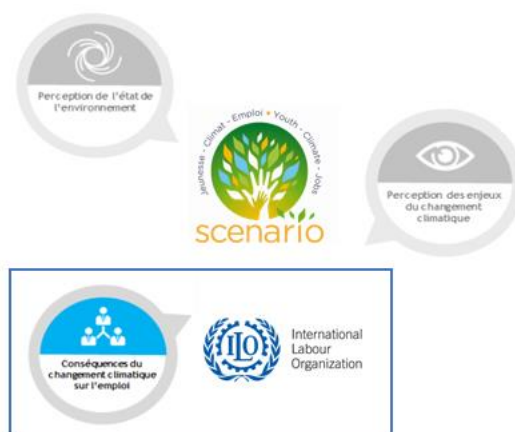 Perception de l'état de
l'environnement
Jeunesse - Climat - Emploi • Youth - Climate - Jobs
scenario
Perception des enjeux
du changement
climatique
Conséquences du
changement climatique
sur l'emploi
ILO
International
Labour
Organization